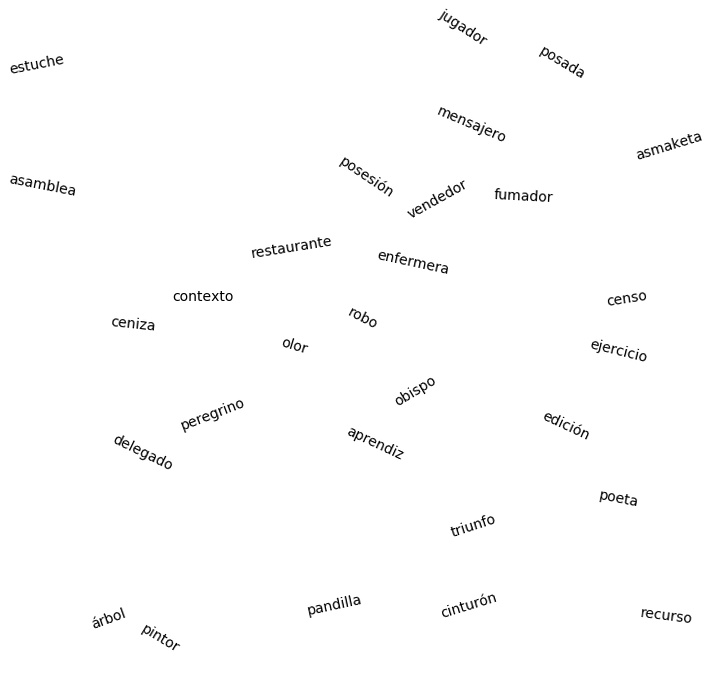 jugador
posada
estuche
mensajero
asmaketa
posesión
asamblea
vendedor
fumador
restaurante
enfermera
contexto
censo
ceniza
robo
olor
ejercicio
obispo
peregrino
edición
aprendiz
delegado
poeta
triunfo
pandilla
cinturón
árbol
recurso
pintor